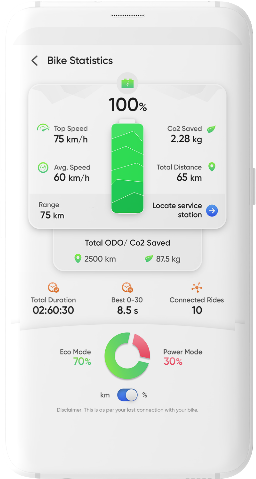 Bike Statistics
100%
Top Speed
75 km/h
Co2 Saved
2.28 kg
Avg. Speed
60 km/h
Total Distance
65 km
Range
75 km
Locate service
station
Total ODO/ Co2 Saved
2500 km
87.5 kg
Total Duration
02:60:30
Best 0-30
8.5 s
Connected Rides
10
Eco Mode
70%
Power Mode
30%
km
%
Disclaimer: This is as per your last connection with your bike.